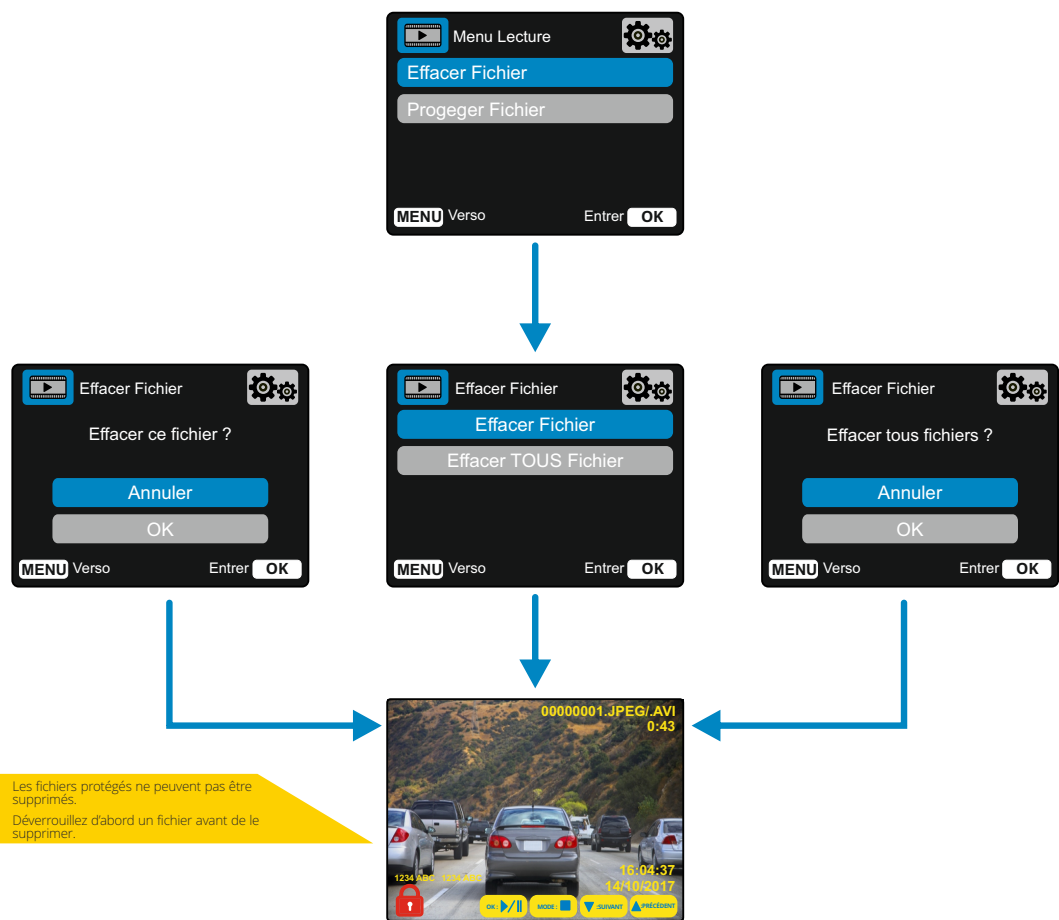 Menu Lecture
Effacer Fichier
Progeger Fichier
MENU Verso Entrer OK
Effacer Fichier
Effacer ce fichier ?
Annuler
OK
MENU Verso Entrer OK
Effacer Fichier
Effacer Fichier
Effacer TOUS Fichier
MENU Verso Entrer OK
Effacer Fichier
Effacer tous fichiers ?
Annuler
OK
MENU Verso Entrer OK
00000001.JPEG/.AVI
0:43
Les fichiers protégés ne peuvent pas être
supprimés.
Déverrouillez d'abord un fichier avant de
supprimer.
16:04:37
1234 ABC 1234 ABC
14/10/2017
OK : MODE : :SUIVANT :PRÉCÉDENT